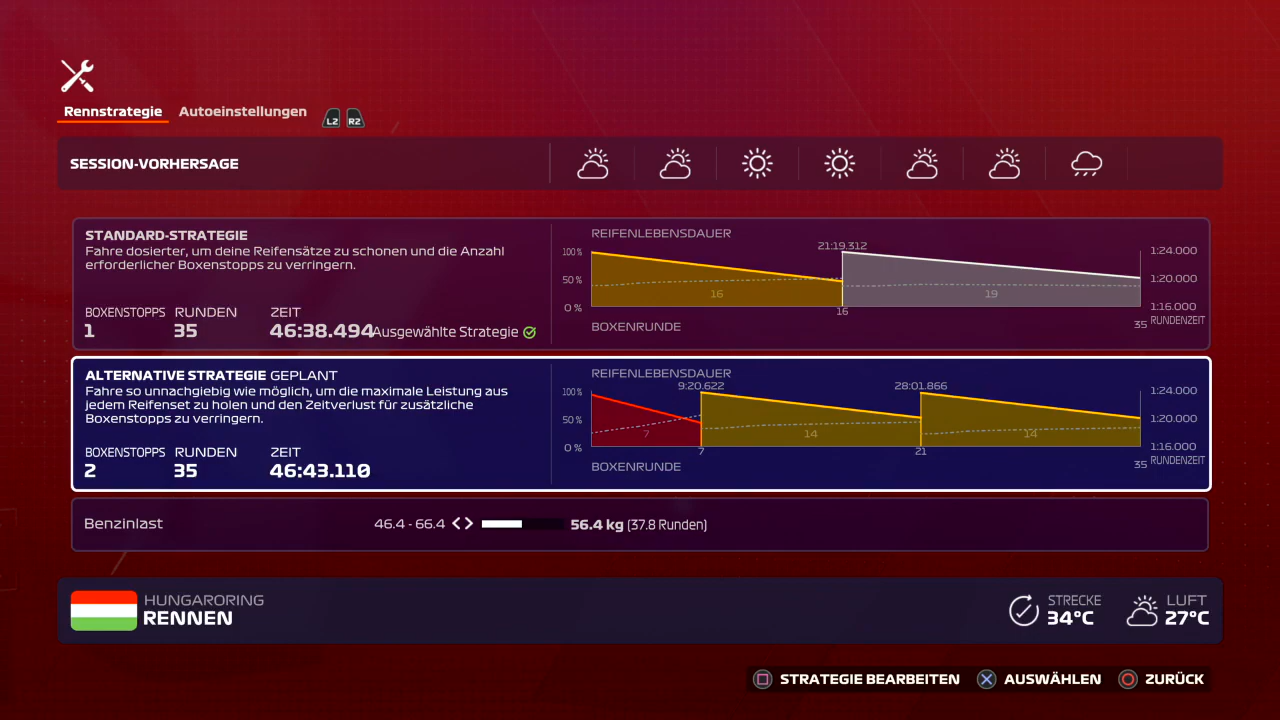 Rennstrategie Autoeinstellungen L2 R2
SESSION-VORHERSAGE
STANDARD-STRATEGIE
Fahre dosierter, um deine Reifensätze zu schonen und die Anzahl
erforderlicher Boxenstopps zu verringern.
BOXENSTOPPS RUNDEN ZEIT
1 35 46:38.494 Ausgewählte Strategie
REIFENLEBENSDAUER
21:19.312
100 % 1:24.000
50 % 1:20.000
16 19
0 % 1:16.000
16
35 RUNDENZEIT
BOXENRUNDE
ALTERNATIVE STRATEGIE GEPLANT
Fahre so unnachgiebig wie möglich, um die maximale Leistung aus
jedem Reifenset zu holen und den Zeitverlust für zusätzliche
Boxenstopps zu verringern.
BOXENSTOPPS RUNDEN ZEIT
2 35 46:43.110
REIFENLEBENSDAUER
9:20.622 28:01.866
100 % 1:24.000
50 % 1:20.000
7 14 14
0 % 1:16.000
7 21
35 RUNDENZEIT
BOXENRUNDE
Benzinlast 46.4 - 66.4 56.4 kg (37.8 Runden)
HUNGARORING
RENNEN
STRECKE
34°C
LUFT
27°C
STRATEGIE BEARBEITEN AUSWÄHLEN ZURÜCK